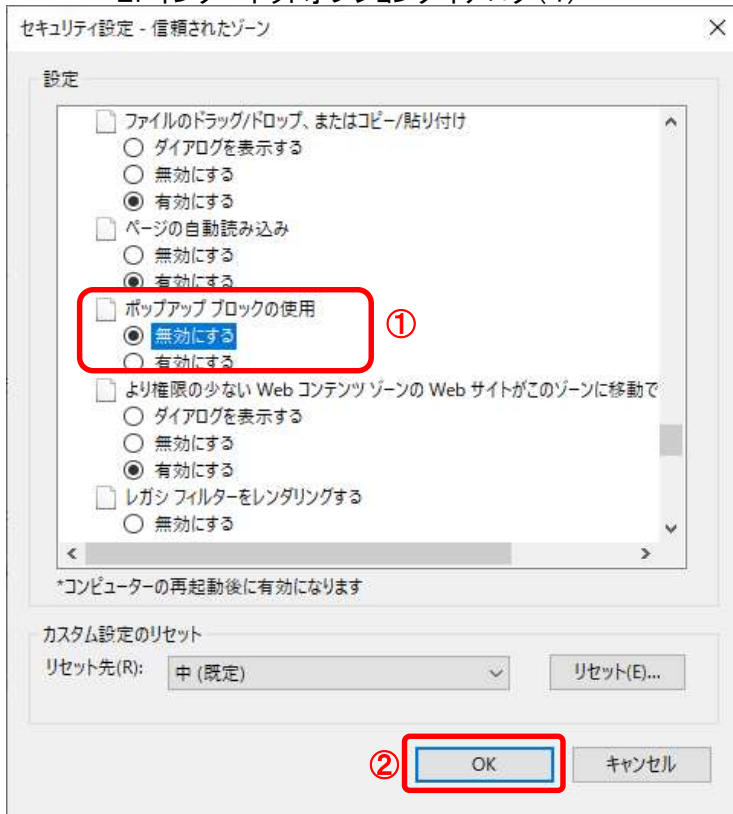 セキュリティ設定 - 信頼されたゾーン
設定
ファイルのドラッグ/ドロップ、またはコピー/貼り付け
ダイアログを表示する
無効にする
有効にする
ページの自動読み込み
無効にする
有効にする
ポップアップ ブロックの使用
①
無効にする
有効にする
より権限の少ない Web コンテンツ ゾーンの Web サイトがこのゾーンに移動で
ダイアログを表示する
無効にする
有効にする
レガシ フィルターをレンダリングする
無効にする
*コンピューターの再起動後に有効になります
カスタム設定のリセット
リセット先(R): 中 (既定) リセット(E)...
② OK キャンセル